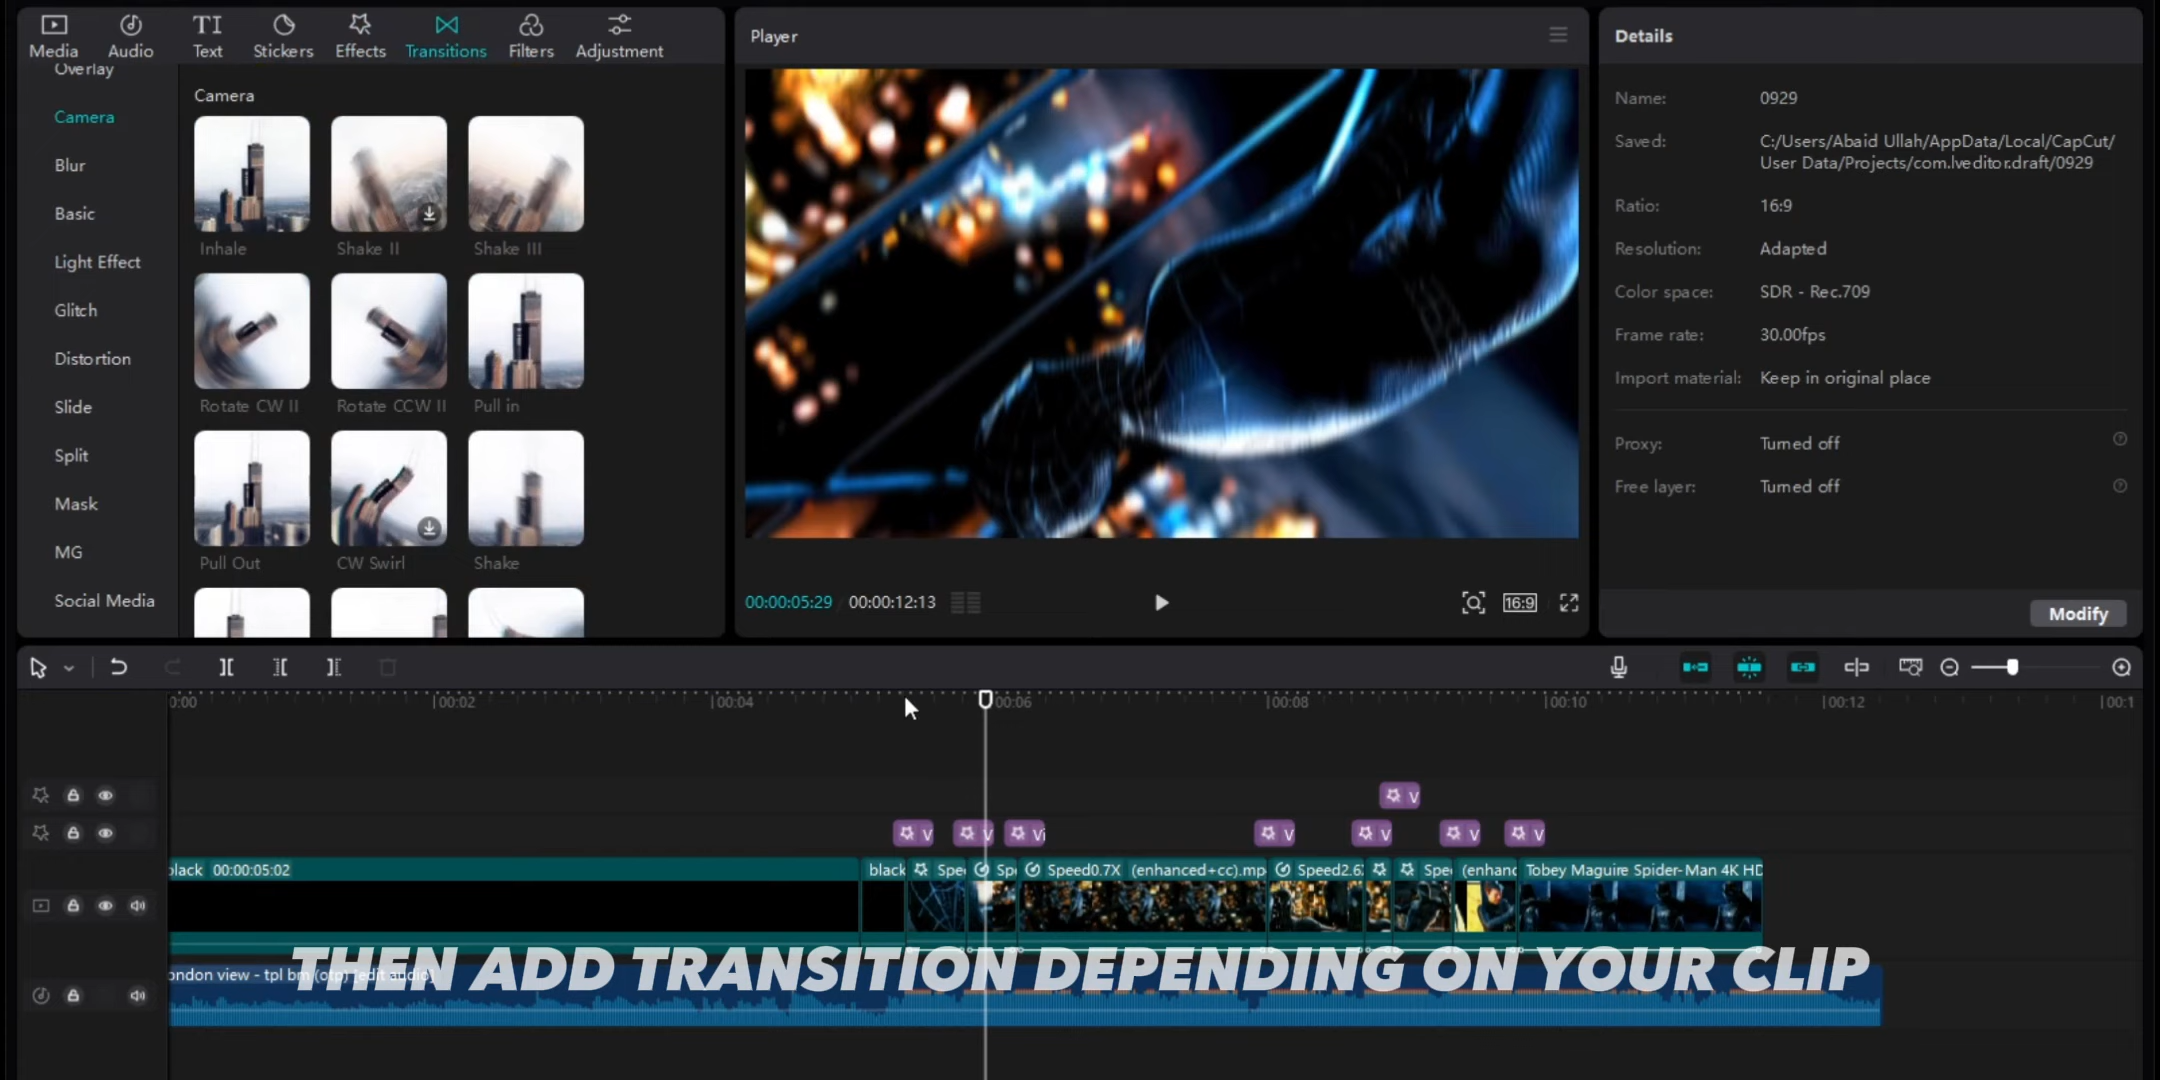 Media
Audio
TI
Text
Stickers
Effects
Transitions
Filters
Adjustment
Overlay
Camera
Blur
Basic
Light Effect
Glitch
Distortion
Slide
Split
Mask
MG
Social Media
Camera
Inhale
Shake II
Shake III
Rotate CW II
Rotate CCW II
Pull in
Pull Out
CW Swirl
Shake
Player
00:00:05:29
00:00:12:13
16:9
Details
Name: 0929
Saved: C:/Users/Abaid Ullah/AppData/Local/CapCut/
User Data/Projects/com.lveditor.draft/0929
Ratio: 16:9
Resolution: Adapted
Color space: SDR - Rec.709
Frame rate: 30.00fps
Import material: Keep in original place
Proxy: Turned off
Free layer: Turned off
Modify
0:00 |00:02 |00:04 00:06 |00:08 |00:10 |00:12 |00:1
V
V V Vi V V V V
black 00:00:05:02 black Spe Spe Speed0.7X (enhanced+cc).mp Speed2.6 Spe (enhanc Tobey Maguire Spider-Man 4K HD
ondon view - tpl bm (otp) [edit audio]
THEN ADD TRANSITION DEPENDING ON YOUR CLIP